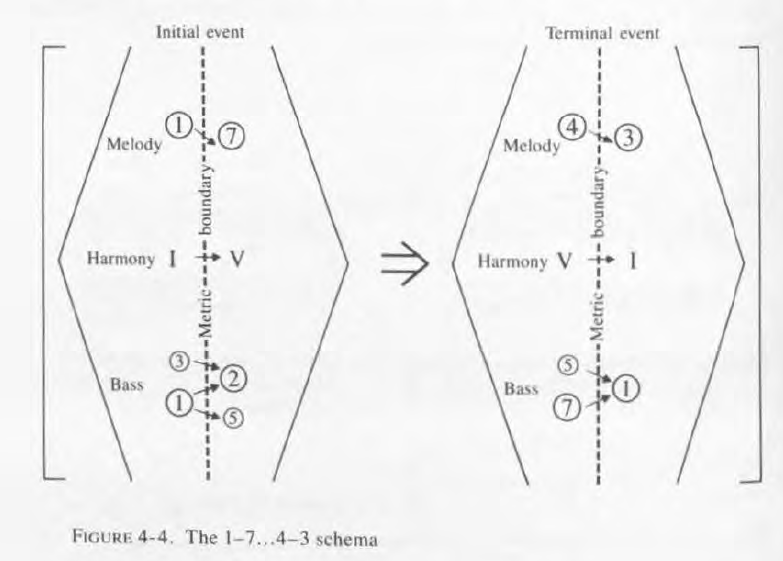 Initial event
Terminal event
Melody ① ⑦
Melody ④ ③
Metric boundary
Metric boundary
Harmony I V
Harmony V I
Bass ③ ② ① ⑤
Bass ⑤ ① ⑦
FIGURE 4-4. The 1–7...4–3 schema